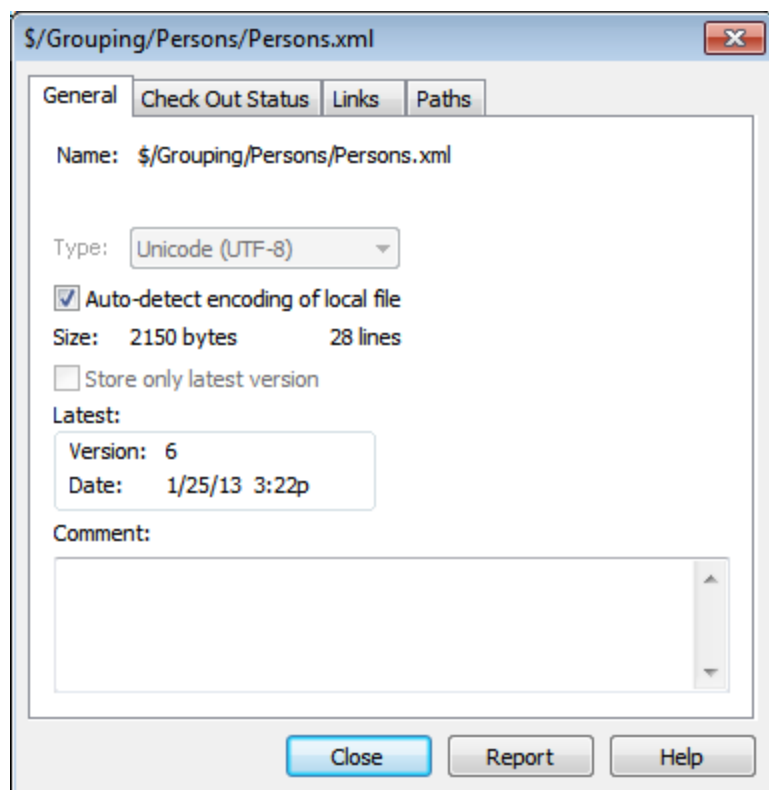 $/Grouping/Persons/Persons.xml
General Check Out Status Links Paths
Name: $/Grouping/Persons/Persons.xml
Type: Unicode (UTF-8)
Auto-detect encoding of local file
Size: 2150 bytes 28 lines
Store only latest version
Latest:
Version: 6
Date: 1/25/13 3:22p
Comment:
Close Report Help